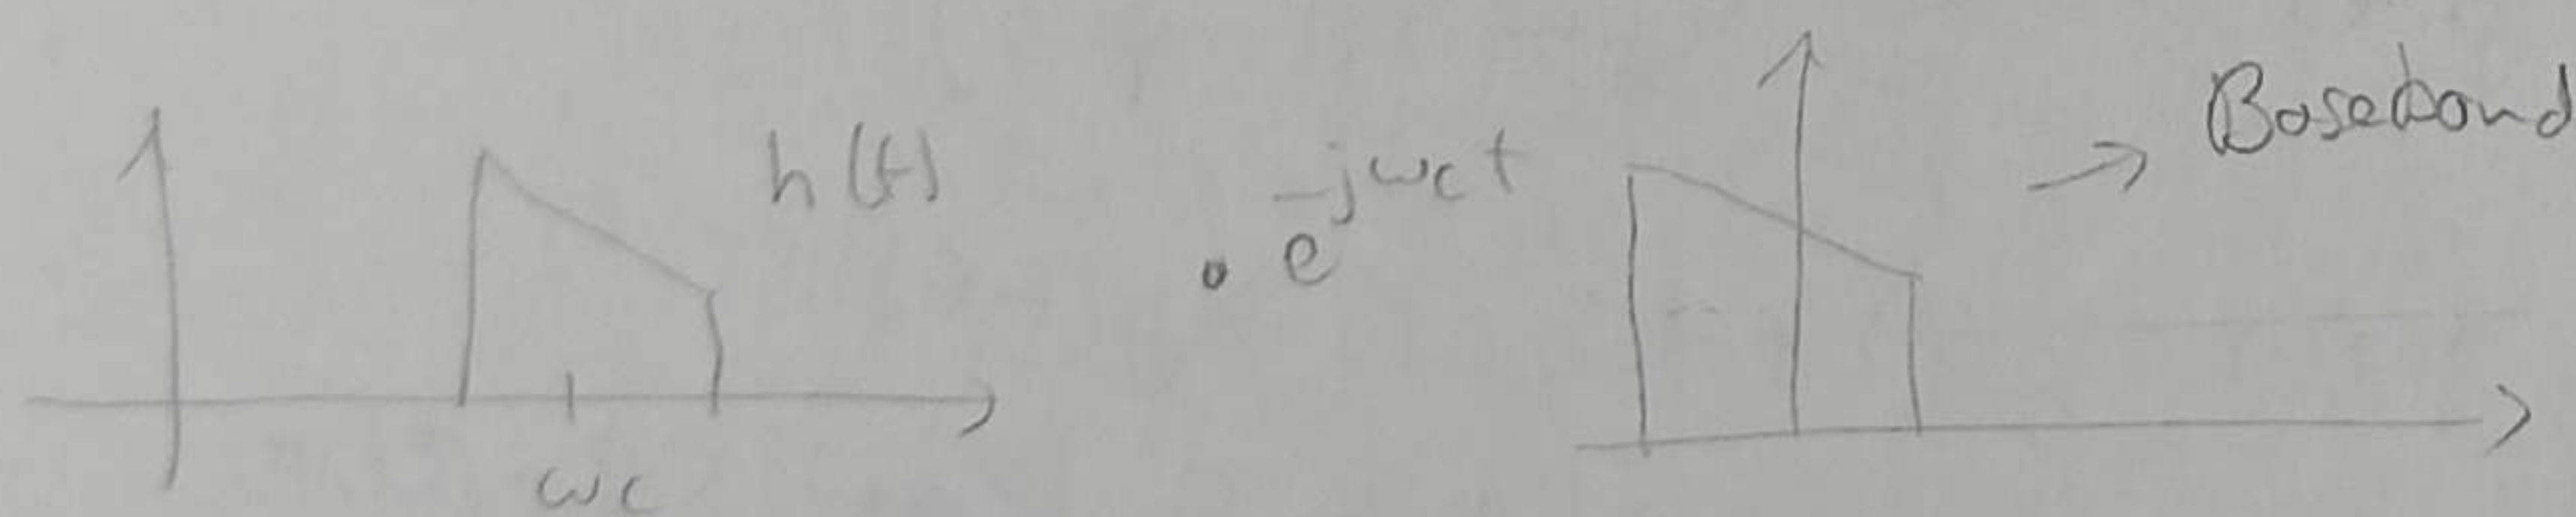 h(t)
· e^{-jωct}
→ Baseband
ωc